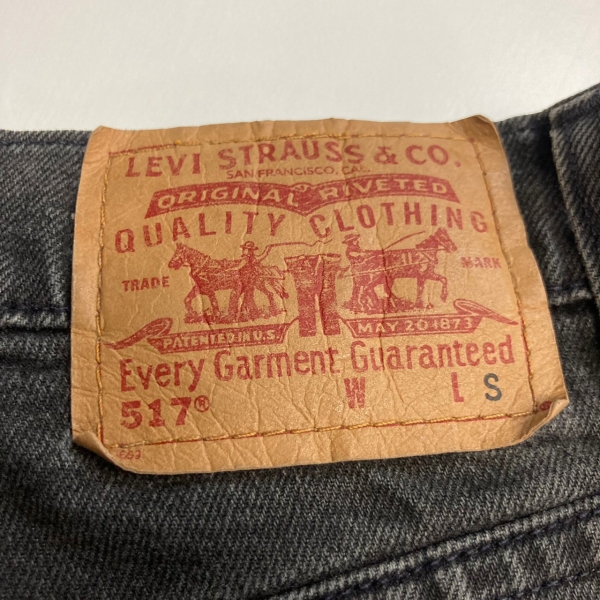 LEVI STRAUSS & CO.
SAN FRANCISCO, CAL.
ORIGINAL RIVETED
QUALITY CLOTHING
TRADE MARK
PATENTED IN U.S. MAY 20 1873
Every Garment Guaranteed
517® W L S